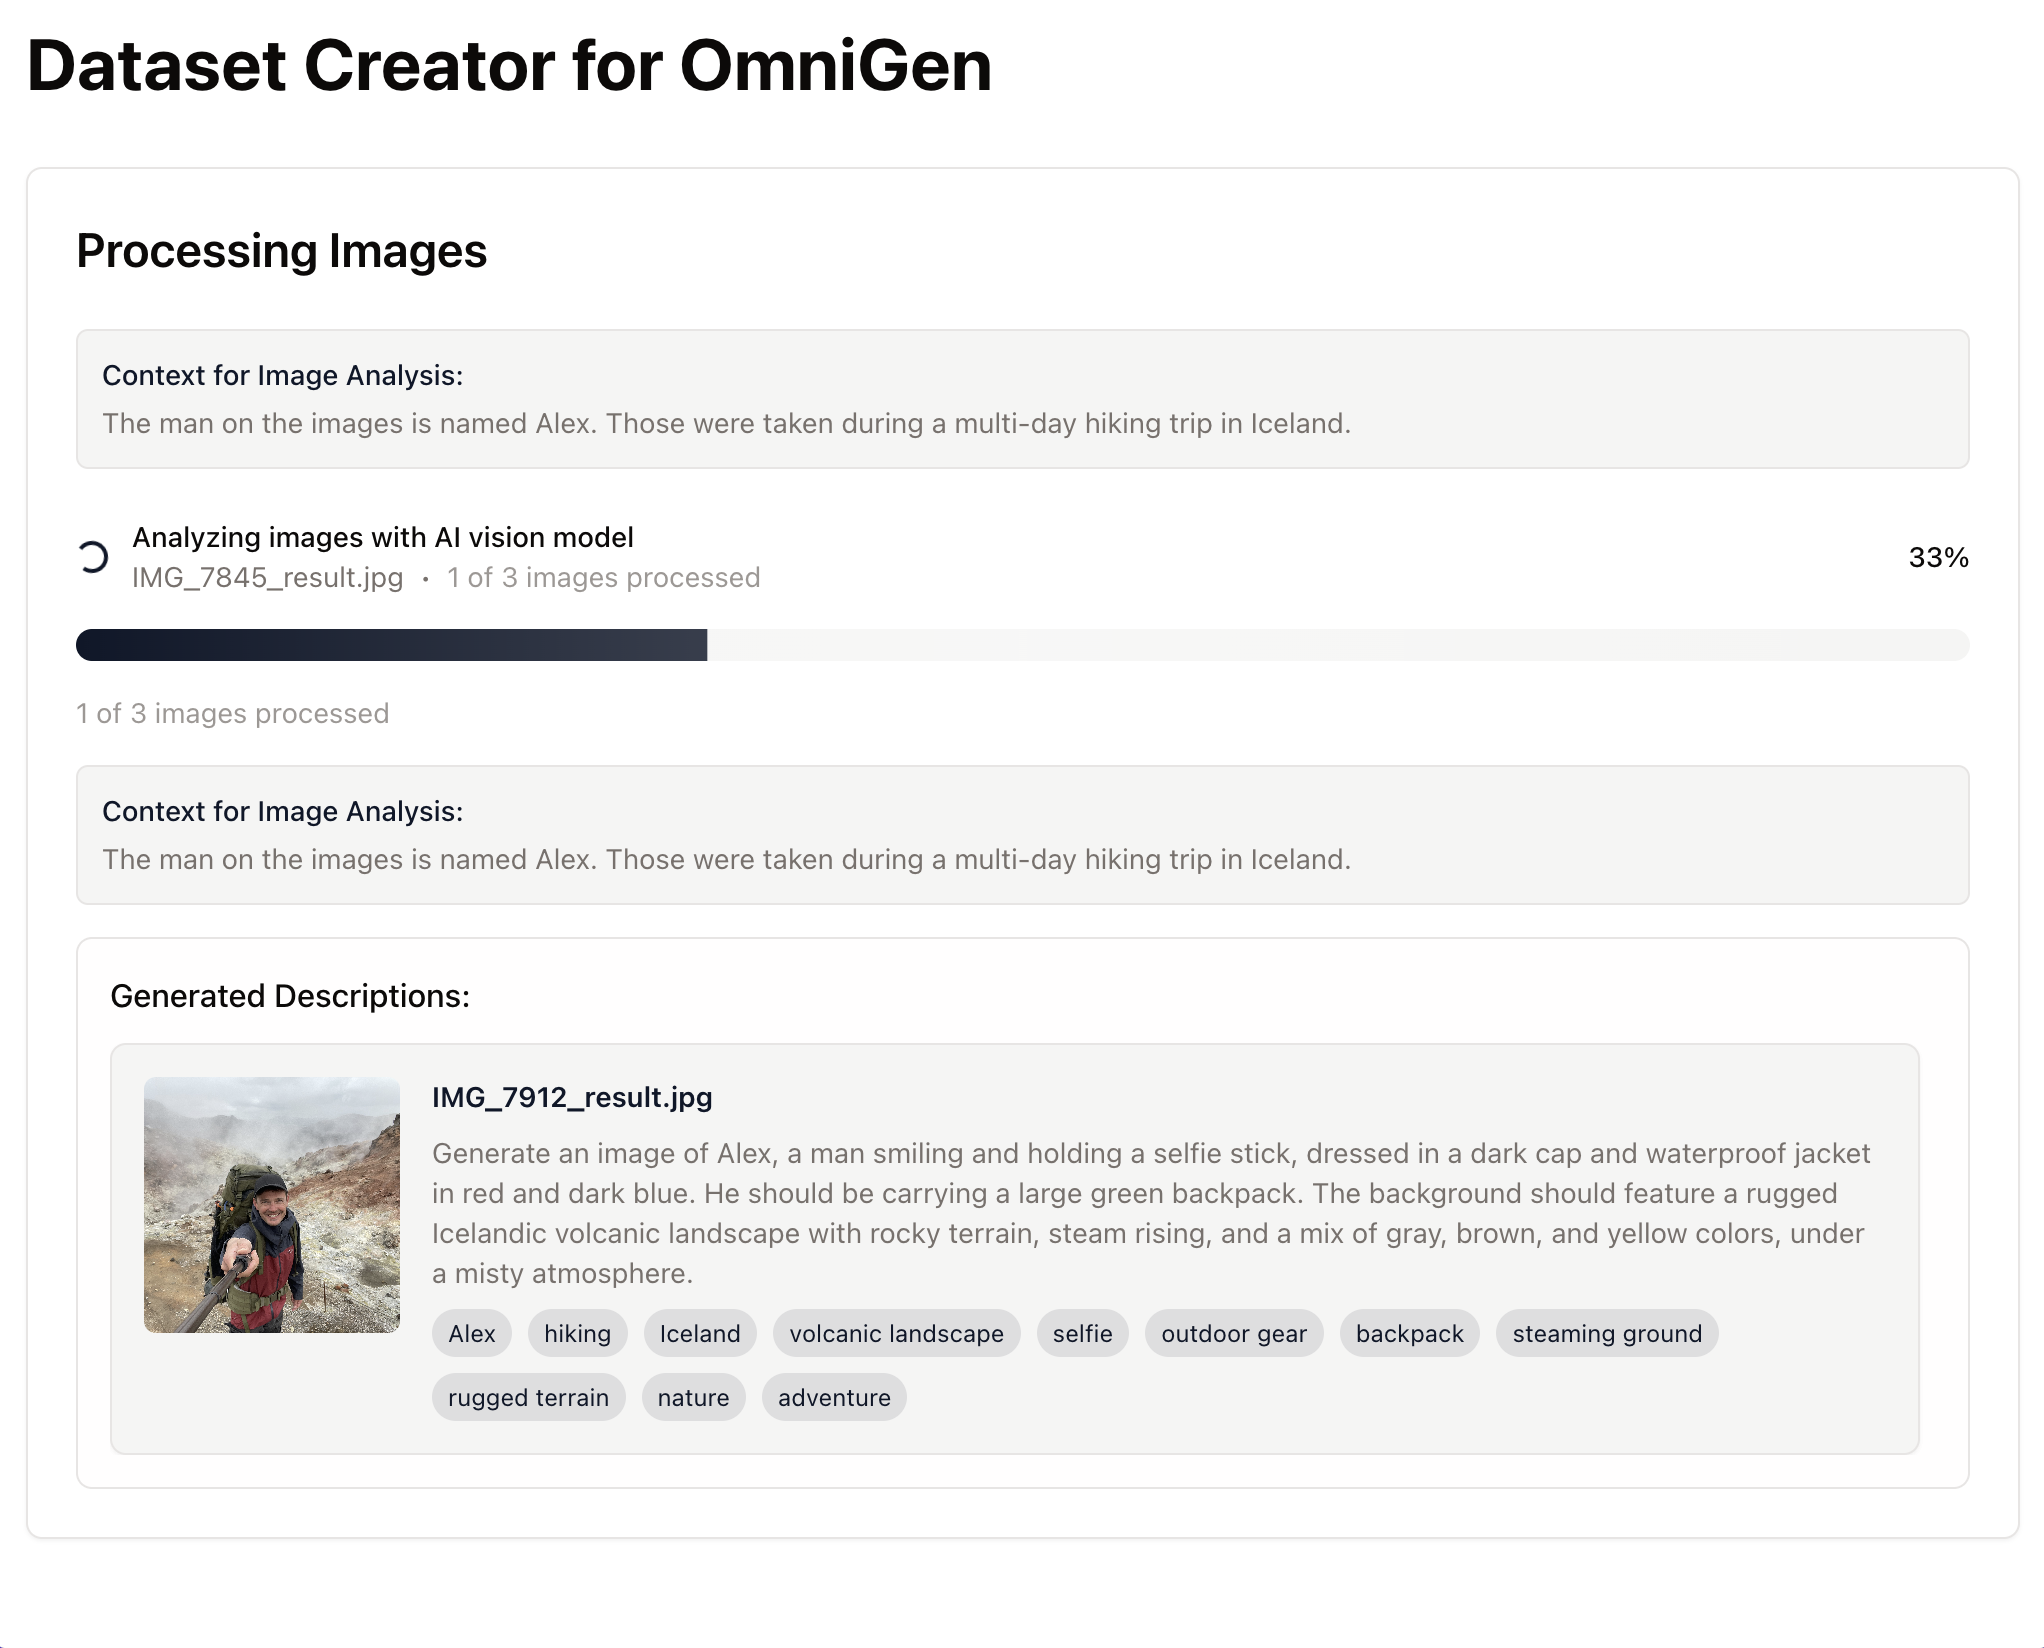 Dataset Creator for OmniGen
Processing Images
Context for Image Analysis:
The man on the images is named Alex. Those were taken during a multi-day hiking trip in Iceland.
Analyzing images with AI vision model
IMG_7845_result.jpg • 1 of 3 images processed
33%
1 of 3 images processed
Context for Image Analysis:
The man on the images is named Alex. Those were taken during a multi-day hiking trip in Iceland.
Generated Descriptions:
IMG_7912_result.jpg
Generate an image of Alex, a man smiling and holding a selfie stick, dressed in a dark cap and waterproof jacket
in red and dark blue. He should be carrying a large green backpack. The background should feature a rugged
Icelandic volcanic landscape with rocky terrain, steam rising, and a mix of gray, brown, and yellow colors, under
a misty atmosphere.
Alex hiking Iceland volcanic landscape selfie outdoor gear backpack steaming ground
rugged terrain nature adventure